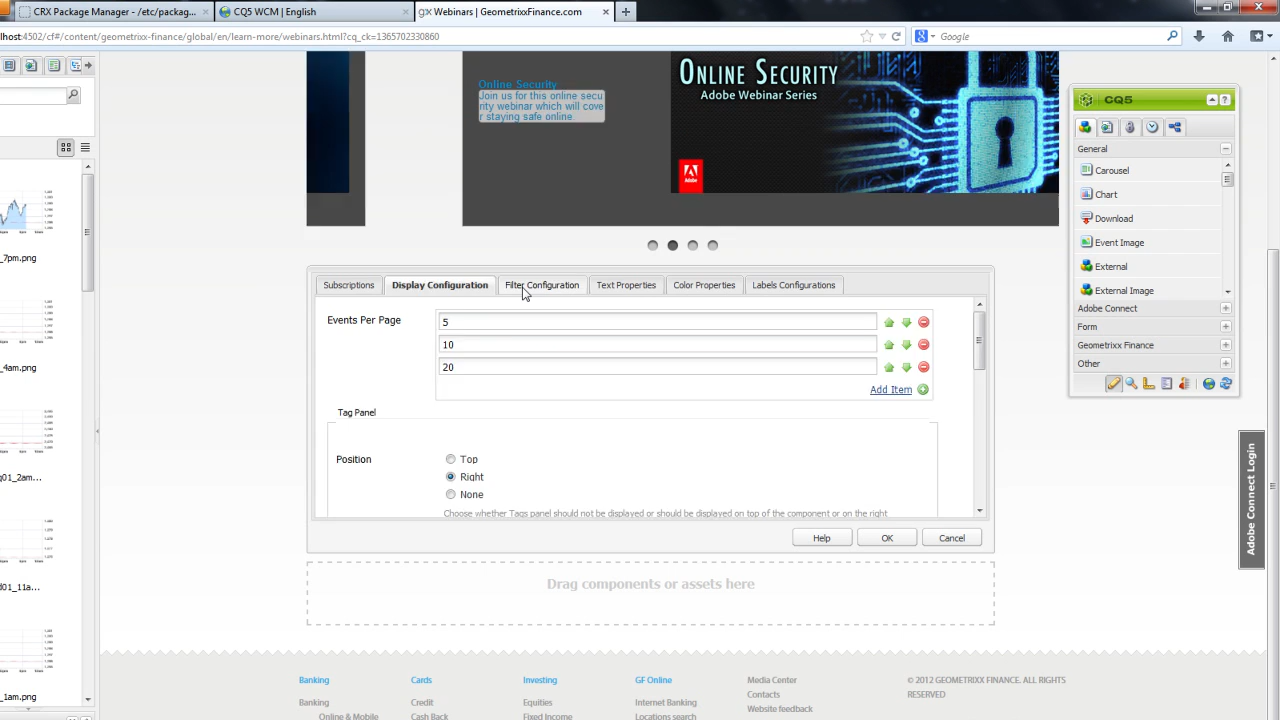 CRX Package Manager - /etc/packag... ×
CQ5 WCM | English ×
Webinars | GeometrixxFinance.com ×
lhost:4502/cf#/content/geometrixx-finance/global/en/learn-more/webinars.html?cq_ck=1365702330860
Google
Online Security
Join us for this online secu
rity webinar which will cove
r staying safe online.
ONLINE SECURITY
Adobe Webinar Series
Adobe
CQ5
General
Carousel
Chart
Download
Event Image
External
External Image
Adobe Connect
Form
Geometrixx Finance
Other
_7pm.png
_4am.png
g01_2am...
d01_11a...
_1am.png
Subscriptions
Display Configuration
Filter Configuration
Text Properties
Color Properties
Labels Configurations
Events Per Page
5
10
20
Add Item
Tag Panel
Position
Top
Right
None
Choose whether Tags panel should not be displayed or should be displayed on top of the component or on the right
Help
OK
Cancel
Adobe Connect Login
Drag components or assets here
Banking
Banking
Online & Mobile
Cards
Credit
Cash Back
Investing
Equities
Fixed Income
GF Online
Internet Banking
Locations search
Media Center
Contacts
Website feedback
© 2012 GEOMETRIXX FINANCE. ALL RIGHTS
RESERVED